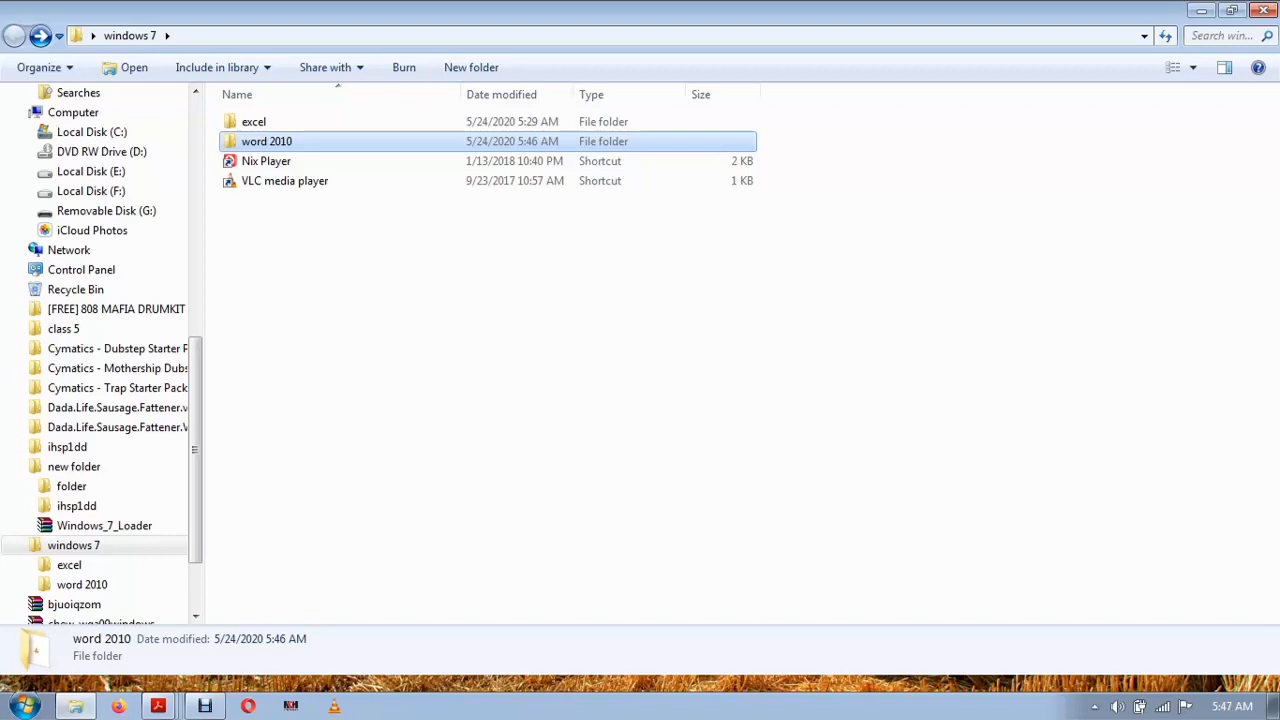 windows 7
Search win...
Organize
Open
Include in library
Share with
Burn
New folder
Searches
Computer
Local Disk (C:)
DVD RW Drive (D:)
Local Disk (E:)
Local Disk (F:)
Removable Disk (G:)
iCloud Photos
Network
Control Panel
Recycle Bin
[FREE] 808 MAFIA DRUMKIT
class 5
Cymatics - Dubstep Starter P
Cymatics - Mothership Dubs
Cymatics - Trap Starter Pack
Dada.Life.Sausage.Fattener.v
Dada.Life.Sausage.Fattener.V
ihsp1dd
new folder
folder
ihsp1dd
Windows_7_Loader
windows 7
excel
word 2010
bjuoiqzom
Name Date modified Type Size
excel 5/24/2020 5:29 AM File folder
word 2010 5/24/2020 5:46 AM File folder
Nix Player 1/13/2018 10:40 PM Shortcut 2 KB
VLC media player 9/23/2017 10:57 AM Shortcut 1 KB
word 2010 Date modified: 5/24/2020 5:46 AM
File folder
5:47 AM